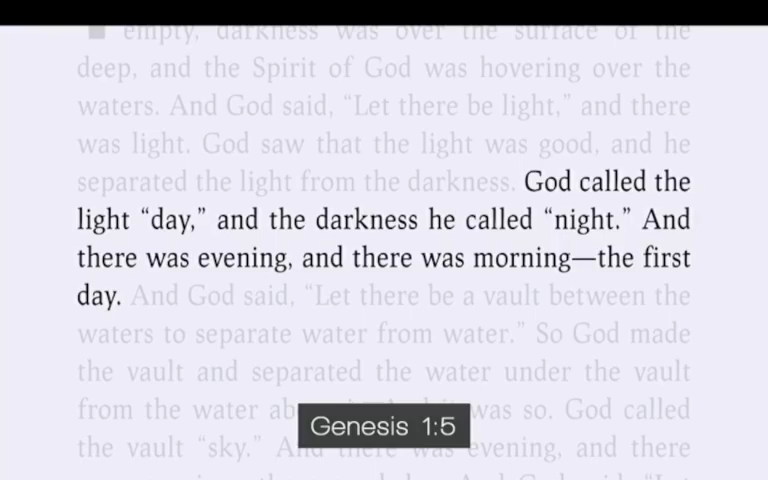 empty, darkness was over the surface of the
deep, and the Spirit of God was hovering over the
waters. And God said, “Let there be light,” and there
was light. God saw that the light was good, and he
separated the light from the darkness. God called the
light “day,” and the darkness he called “night.” And
there was evening, and there was morning—the first
day. And God said, “Let there be a vault between the
waters to separate water from water.” So God made
the vault and separated the water under the vault
from the water was so. God called
Genesis 1:5
the vault “sky.” And there was evening, and there